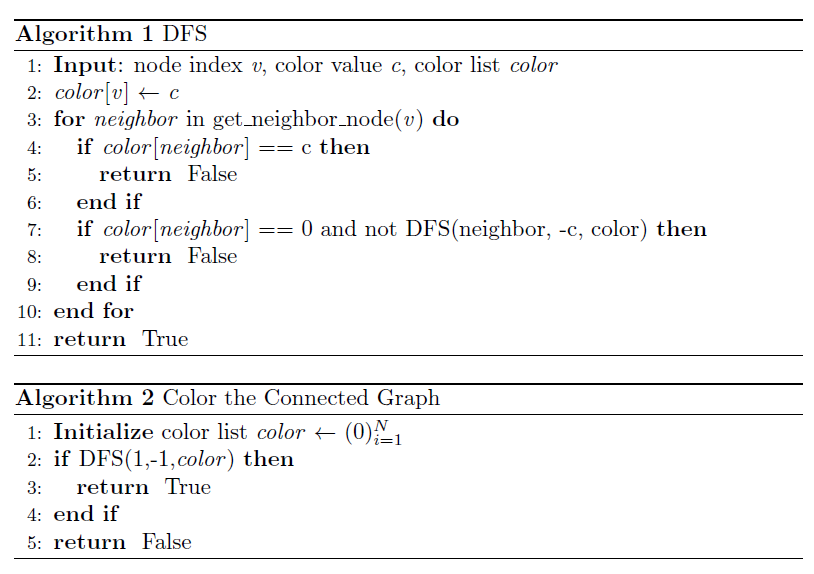 Algorithm 1 DFS
1: Input: node index v, color value c, color list color
2: color[v] ← c
3: for neighbor in get_neighbor_node(v) do
4: if color[neighbor] == c then
5: return False
6: end if
7: if color[neighbor] == 0 and not DFS(neighbor, -c, color) then
8: return False
9: end if
10: end for
11: return True
Algorithm 2 Color the Connected Graph
1: Initialize color list color ← (0)_{i=1}^{N}
2: if DFS(1,-1,color) then
3: return True
4: end if
5: return False